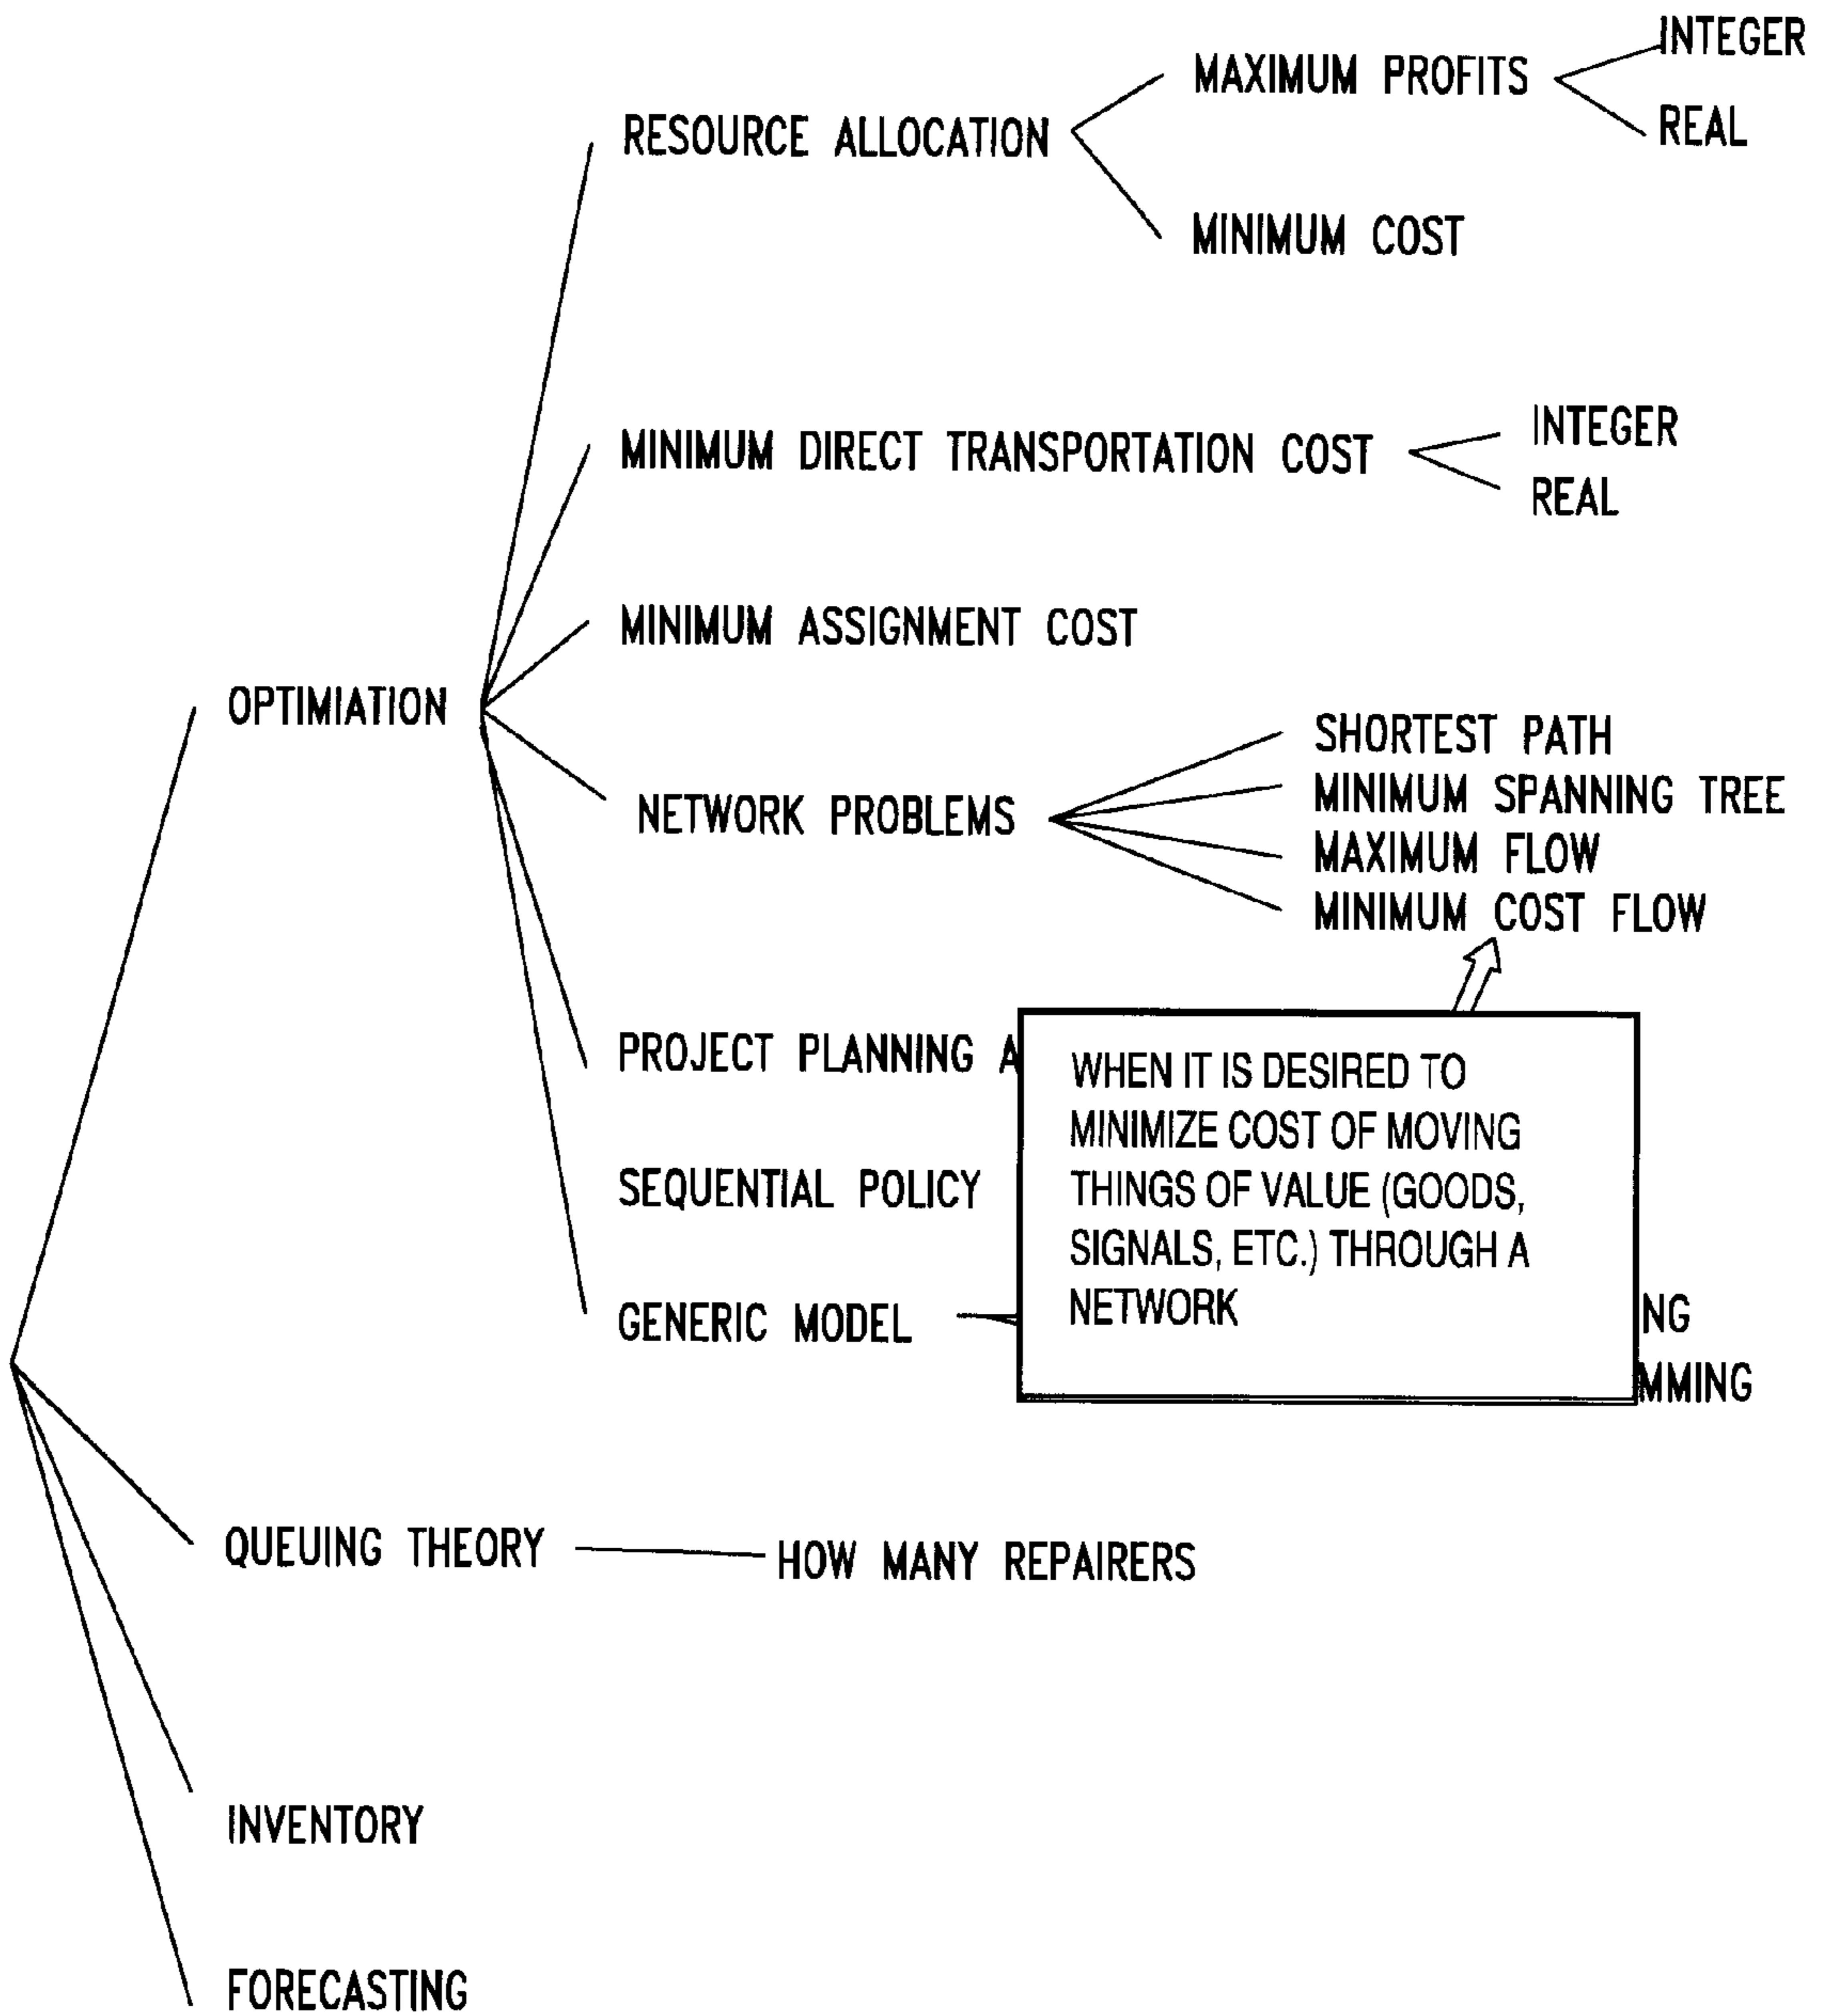 INTEGER
MAXIMUM PROFITS
REAL
RESOURCE ALLOCATION
MINIMUM COST
MINIMUM DIRECT TRANSPORTATION COST
INTEGER
REAL
MINIMUM ASSIGNMENT COST
OPTIMIATION
NETWORK PROBLEMS
SHORTEST PATH
MINIMUM SPANNING TREE
MAXIMUM FLOW
MINIMUM COST FLOW
PROJECT PLANNING
WHEN IT IS DESIRED TO
MINIMIZE COST OF MOVING
THINGS OF VALUE (GOODS,
SIGNALS, ETC.) THROUGH A
NETWORK
SEQUENTIAL POLICY
GENERIC MODEL
QUEUING THEORY
HOW MANY REPAIRERS
INVENTORY
FORECASTING